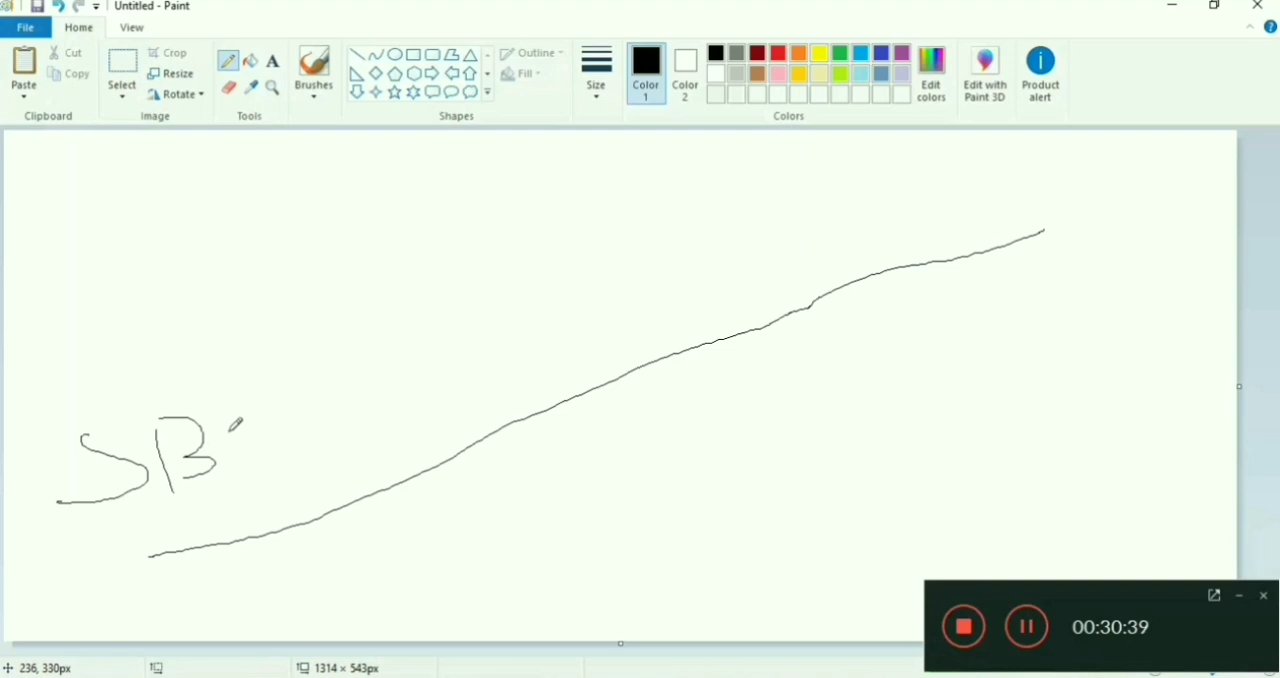 Untitled - Paint
File Home View
Paste Cut Copy Clipboard
Select Crop Resize Rotate Image
Tools
Brushes
Outline Fill Shapes
Size
Color 1 Color 2 Edit colors Colors
Edit with Paint 3D
Product alert
SB
00:30:39
236, 330px 1314 × 543px